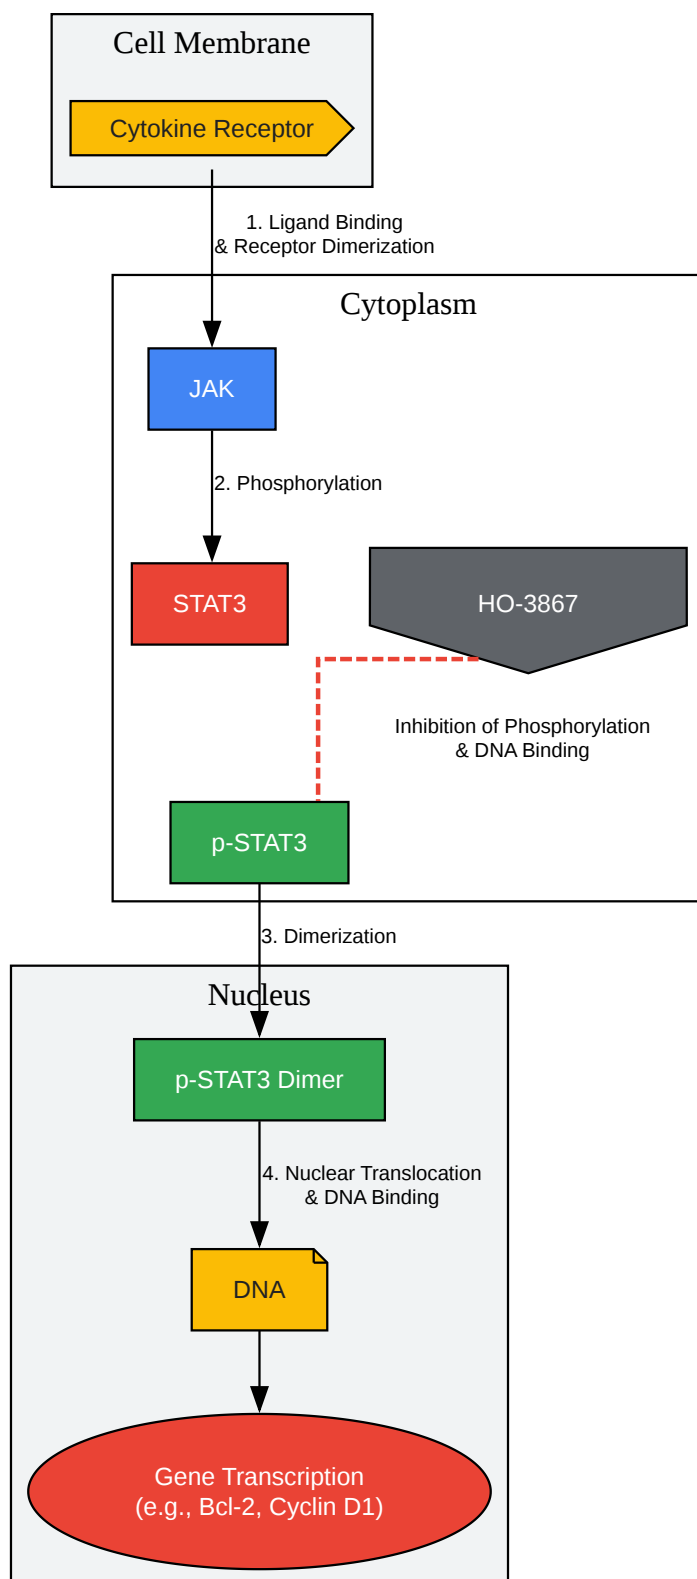 Cell Membrane
Cytokine Receptor
1. Ligand Binding
& Receptor Dimerization
Cytoplasm
JAK
2. Phosphorylation
STAT3
HO-3867
Inhibition of Phosphorylation
& DNA Binding
p-STAT3
3. Dimerization
Nucleus
p-STAT3 Dimer
4. Nuclear Translocation
& DNA Binding
DNA
Gene Transcription
(e.g., Bcl-2, Cyclin D1)